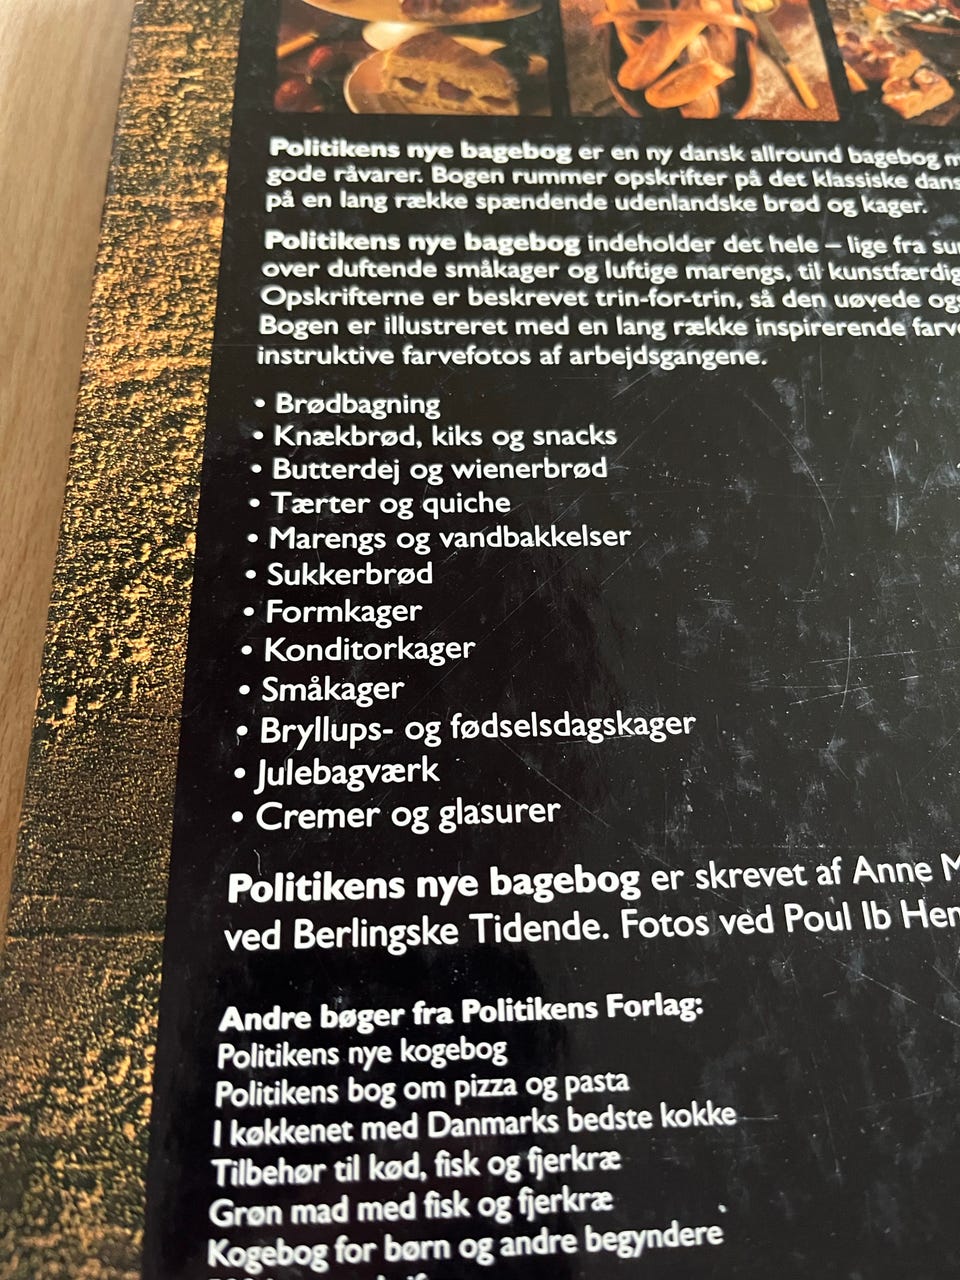 Politikens nye bagebog er en ny dansk allround bagebog
gode råvarer. Bogen rummer opskrifter på det klassiske
på en lang række spændende udenlandske brød og kager.
Politikens nye bagebog indeholder det hele – lige fra
over duftende småkager og luftige marengs, til
Opskrifterne er beskrevet trin-for-trin, så den uøvede
Bogen er illustreret med en lang række inspirerende
instruktive farvefotos af arbejdsgangene.
• Brødbagning
• Knækbrød, kiks og snacks
• Butterdej og wienerbrød
• Tærter og quiche
• Marengs og vandbakkelser
• Sukkerbrød
• Formkager
• Konditorkager
• Småkager
• Bryllups- og fødselsdagskager
• Julebagværk
• Cremer og glasurer
Politikens nye bagebog er skrevet af Anne
ved Berlingske Tidende. Fotos ved Poul Ib
Andre bøger fra Politikens Forlag:
Politikens nye kogebog
Politikens bog om pizza og pasta
I køkkenet med Danmarks bedste kokke
Tilbehør til kød, fisk og fjerkræ
Grøn mad med fisk og fjerkræ
Kogebog for børn og andre begyndere